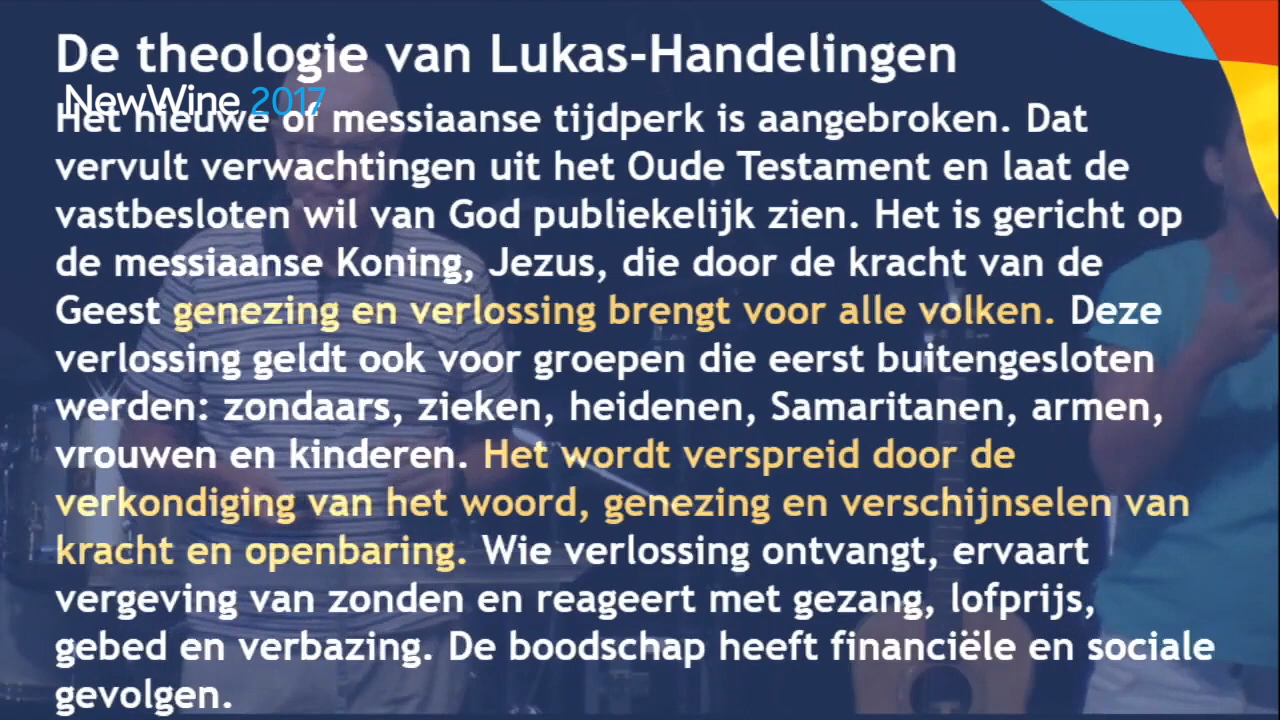 De theologie van Lukas-Handelingen
NewWine 2017
Het nieuwe of messiaanse tijdperk is aangebroken. Dat
vervult verwachtingen uit het Oude Testament en laat de
vastbesloten wil van God publiekelijk zien. Het is gericht op
de messiaanse Koning, Jezus, die door de kracht van de
Geest genezing en verlossing brengt voor alle volken. Deze
verlossing geldt ook voor groepen die eerst buitengesloten
werden: zondaars, zieken, heidenen, Samaritanen, armen,
vrouwen en kinderen. Het wordt verspreid door de
verkondiging van het woord, genezing en verschijnselen van
kracht en openbaring. Wie verlossing ontvangt, ervaart
vergeving van zonden en reageert met gezang, lofprijs,
gebed en verbazing. De boodschap heeft financiële en sociale
gevolgen.